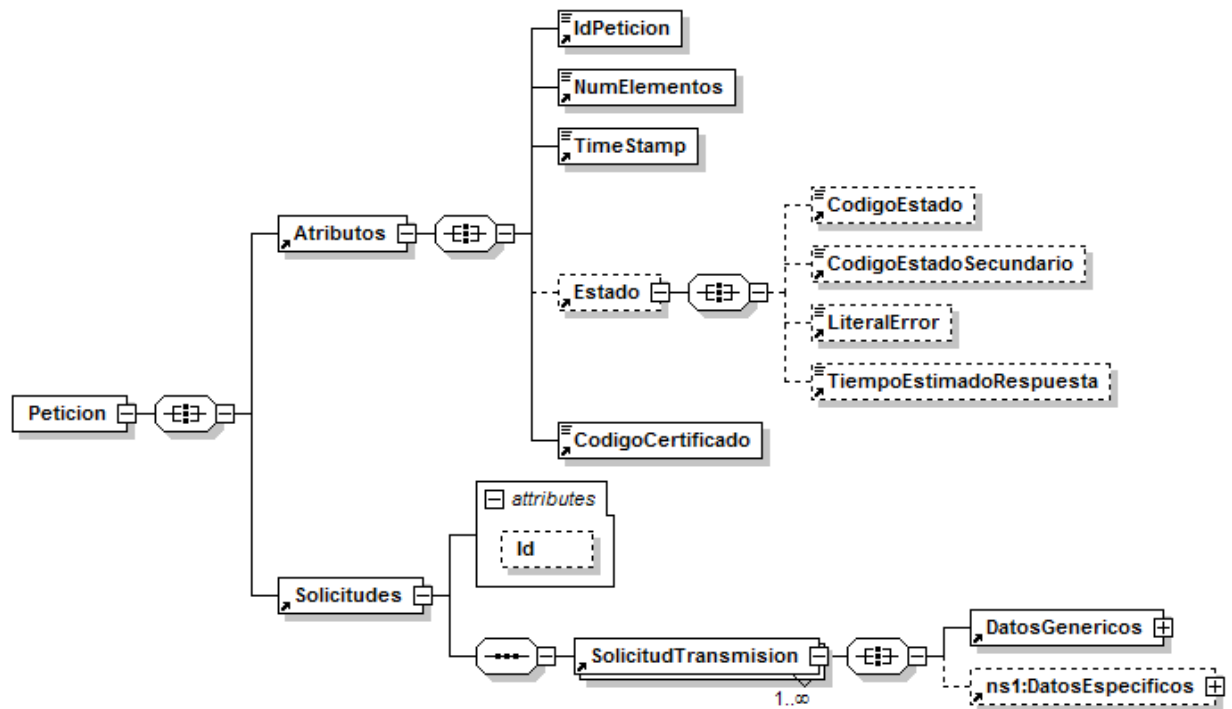 IdPeticion
NumElementos
TimeStamp
CodigoEstado
Atributos
CodigoEstadoSecundario
Estado
LiteralError
TiempoEstimadoRespuesta
Peticion
CodigoCertificado
attributes
Id
Solicitudes
DatosGenericos
SolicitudTransmision
ns1:DatosEspecificos
1..∞